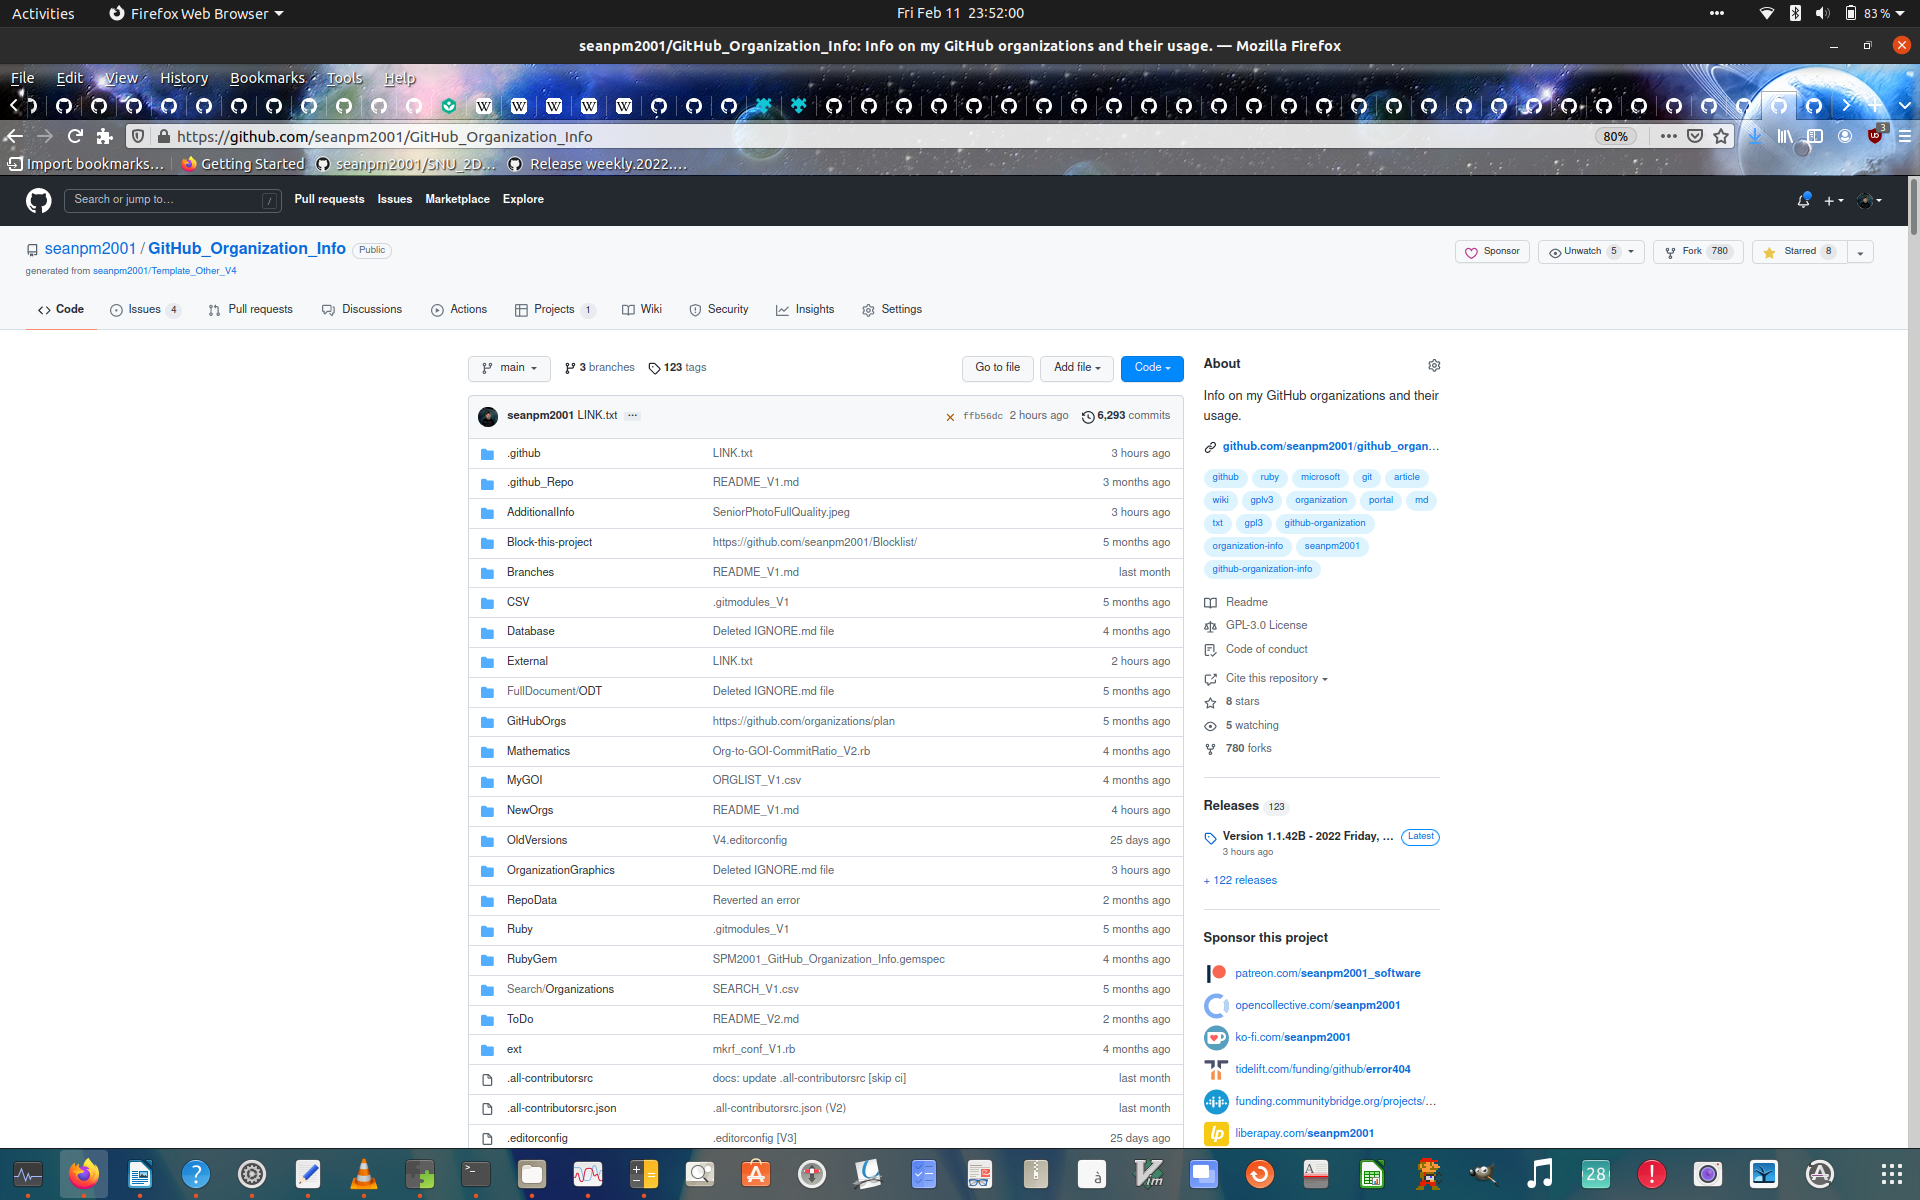 Activities
Firefox Web Browser
Fri Feb 11 23:52:00
83 %
seanpm2001/GitHub_Organization_Info: Info on my GitHub organizations and their usage. — Mozilla Firefox
File Edit View History Bookmarks Tools Help
https://github.com/seanpm2001/GitHub_Organization_Info
80%
3
Import bookmarks…
Getting Started
seanpm2001/SNU_2D…
Release weekly.2022.…
Search or jump to…
/
Pull requests Issues Marketplace Explore
seanpm2001 / GitHub_Organization_Info Public
Sponsor
Unwatch 5
Fork 780
Starred 8
generated from seanpm2001/Template_Other_V4
Code
Issues 4
Pull requests
Discussions
Actions
Projects 1
Wiki
Security
Insights
Settings
main
3 branches
123 tags
Go to file
Add file
Code
seanpm2001 LINK.txt ffb56dc 2 hours ago 6,293 commits
.github LINK.txt 3 hours ago
.github_Repo README_V1.md 3 months ago
AdditionalInfo SeniorPhotoFullQuality.jpeg 3 hours ago
Block-this-project https://github.com/seanpm2001/Blocklist/ 5 months ago
Branches README_V1.md last month
CSV .gitmodules_V1 5 months ago
Database Deleted IGNORE.md file 4 months ago
External LINK.txt 2 hours ago
FullDocument/ODT Deleted IGNORE.md file 5 months ago
GitHubOrgs https://github.com/organizations/plan 5 months ago
Mathematics Org-to-GOI-CommitRatio_V2.rb 4 months ago
MyGOI ORGLIST_V1.csv 4 months ago
NewOrgs README_V1.md 4 hours ago
OldVersions V4.editorconfig 25 days ago
OrganizationGraphics Deleted IGNORE.md file 3 hours ago
RepoData Reverted an error 2 months ago
Ruby .gitmodules_V1 5 months ago
RubyGem SPM2001_GitHub_Organization_Info.gemspec 4 months ago
Search/Organizations SEARCH_V1.csv 5 months ago
ToDo README_V2.md 2 months ago
ext mkrf_conf_V1.rb 4 months ago
.all-contributorsrc docs: update .all-contributorsrc [skip ci] last month
.all-contributorsrc.json .all-contributorsrc.json (V2) last month
.editorconfig .editorconfig [V3] 25 days ago
About
Info on my GitHub organizations and their
usage.
github.com/seanpm2001/github_organ…
github ruby microsoft git article
wiki gplv3 organization portal md
txt gpl3 github-organization
organization-info seanpm2001
github-organization-info
Readme
GPL-3.0 License
Code of conduct
Cite this repository
8 stars
5 watching
780 forks
Releases 123
Version 1.1.42B - 2022 Friday, … Latest
3 hours ago
+ 122 releases
Sponsor this project
patreon.com/seanpm2001_software
opencollective.com/seanpm2001
ko-fi.com/seanpm2001
tidelift.com/funding/github/error404
funding.communitybridge.org/projects/…
lp liberapay.com/seanpm2001
28